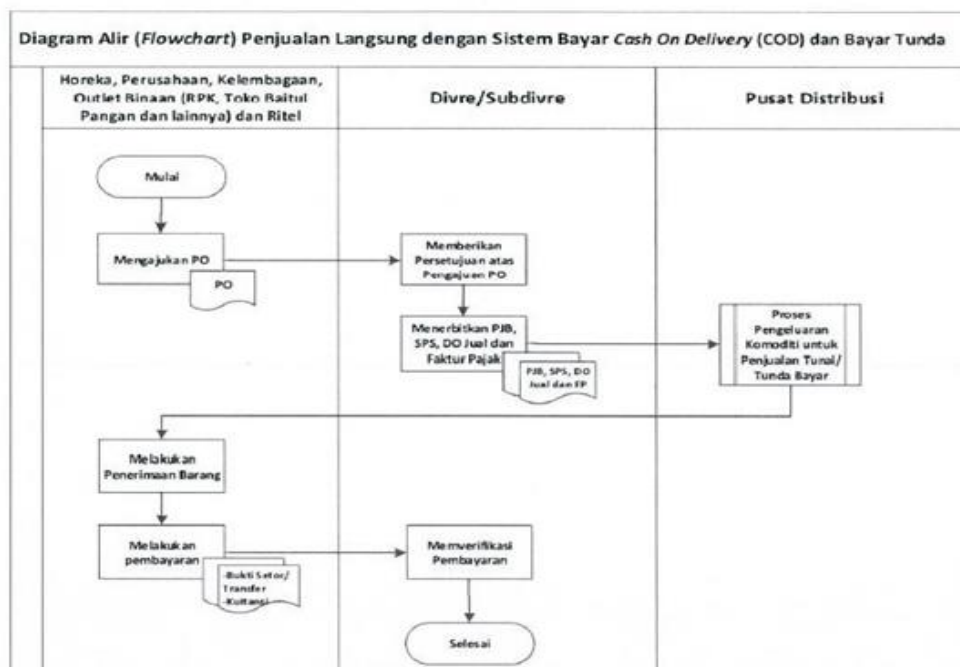 Diagram Alir (Flowchart) Penjualan Langsung dengan Sistem Bayar Cash On Delivery (COD) dan Bayar Tunda
Horeka, Perusahaan, Kelembagaan,
Outlet Binaan (RPK, Toko Baitul
Pangan dan lainnya) dan Ritel
Divre/Subdivre
Pusat Distribusi
Mulai
Mengajukan PO
PO
Memberikan
Persetujuan atas
Pengajuan PO
Menerbitkan PJB,
SPS, DO Jual dan
Faktur Pajak
PJB, SPS, DO
Jual dan FP
Proses
Pengeluaran
Komoditi untuk
Penjualan Tunai/
Tunda Bayar
Melakukan
Penerimaan Barang
Melakukan
pembayaran
-Bukti Setor/
Transfer
-Kuitansi
Memverifikasi
Pembayaran
Selesai